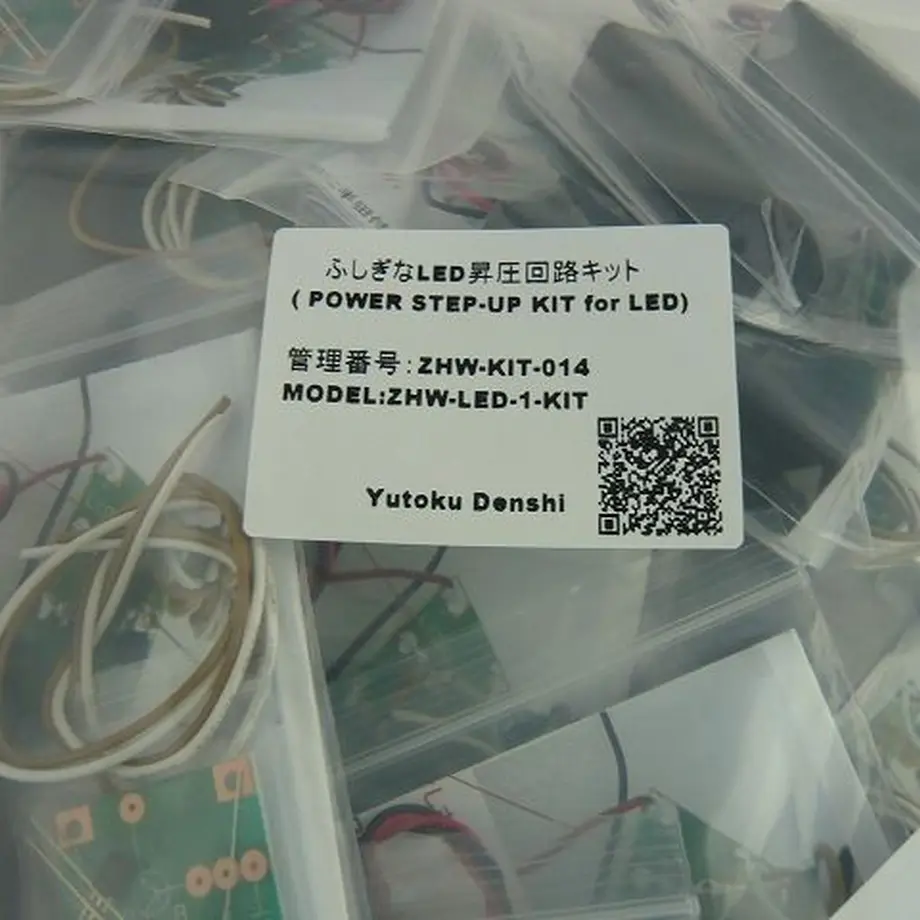 ふしぎなLED昇圧回路キット
( POWER STEP-UP KIT for LED)
管理番号: ZHW-KIT-014
MODEL:ZHW-LED-1-KIT
Yutoku Denshi